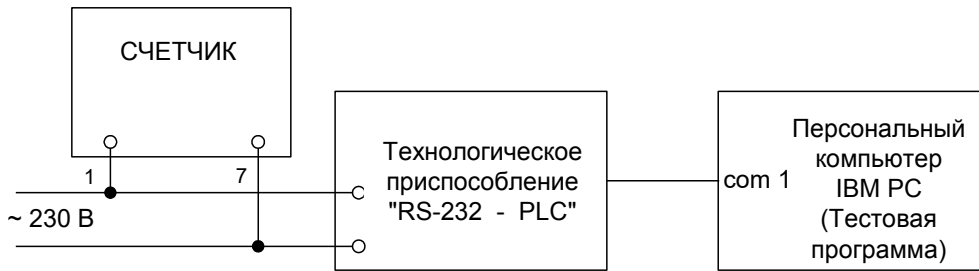 СЧЕТЧИК
1
7
~ 230 В
Технологическое
приспособление
"RS-232 - PLC"
com 1
Персональный
компьютер
IBM PC
(Тестовая
программа)